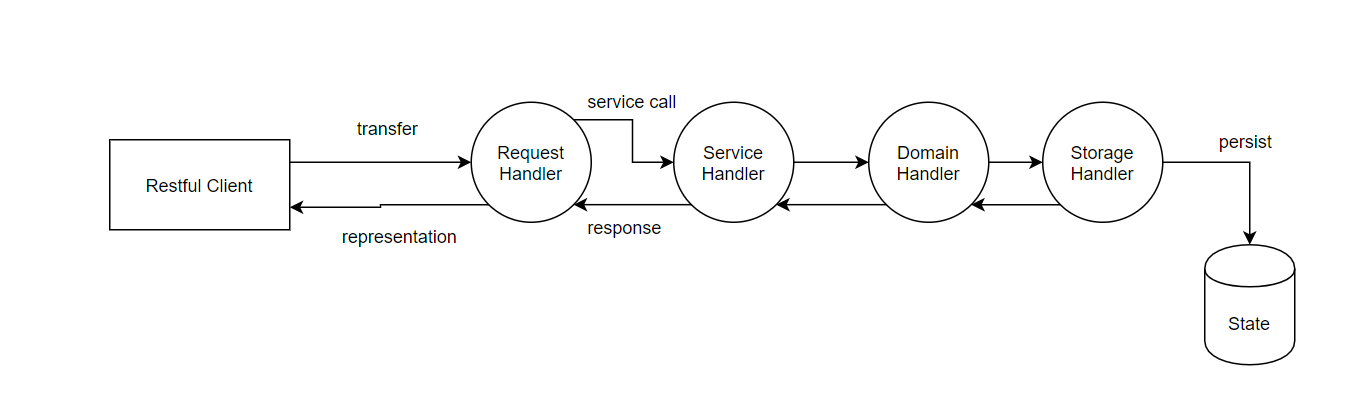 service call
transfer
persist
Restful Client
Request
Handler
Service
Handler
Domain
Handler
Storage
Handler
representation
response
State